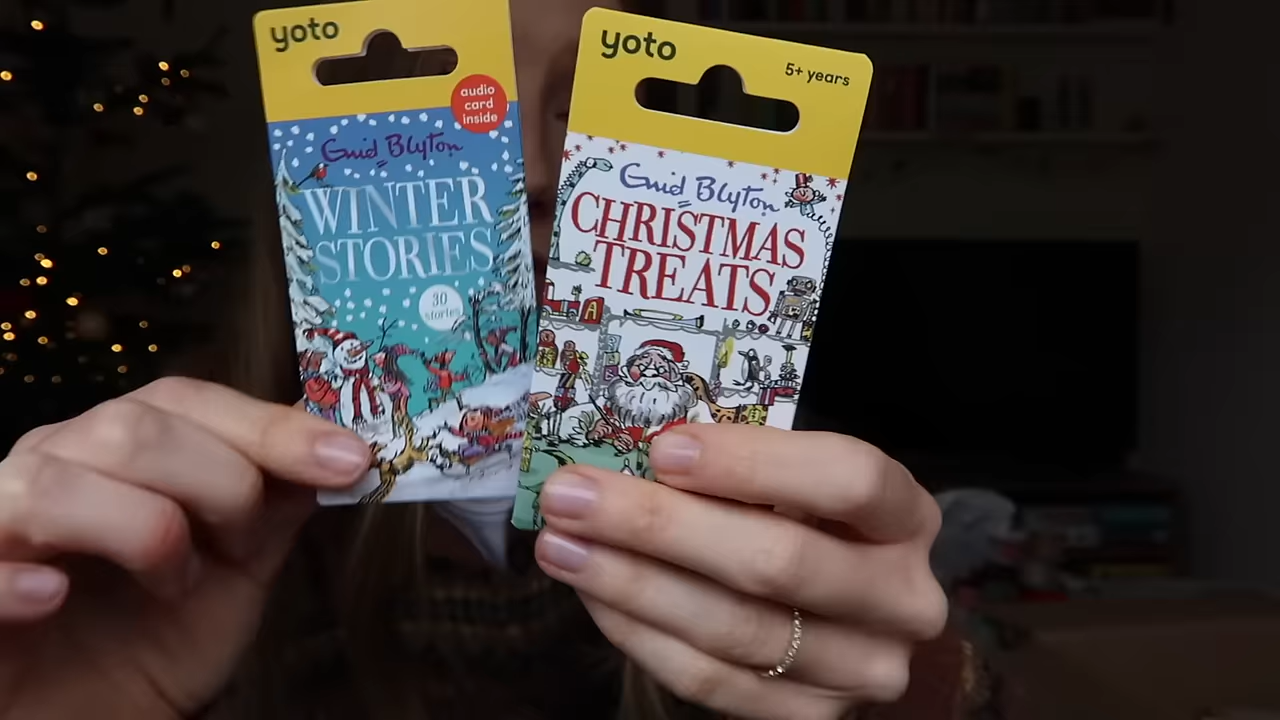 yoto
audio
card
inside
Enid Blyton
WINTER
STORIES
30
stories
yoto
5+ years
Enid Blyton
CHRISTMAS
TREATS
A